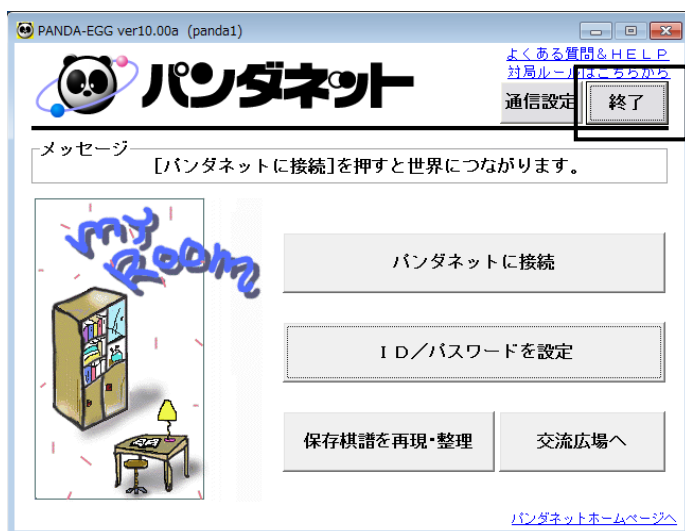 PANDA-EGG ver10.00a (panda1)
パンダネット
よくある質問&ＨＥＬＰ
対局ルールはこちらから
通信設定
終了
メッセージ
[パンダネットに接続]を押すと世界につながります。
MY
ROOM
パンダネットに接続
ＩＤ／パスワードを設定
保存棋譜を再現・整理
交流広場へ
パンダネットホームページへ